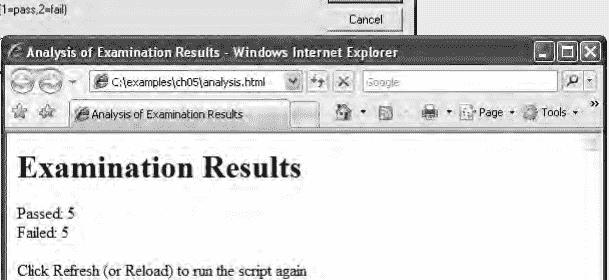 (1=pass,2=fail)
Cancel
Analysis of Examination Results - Windows Internet Explorer
C:\examples\ch05\analysis.html
Google
Analysis of Examination Results
Page
Tools
Examination Results
Passed: 5
Failed: 5
Click Refresh (or Reload) to run the script again